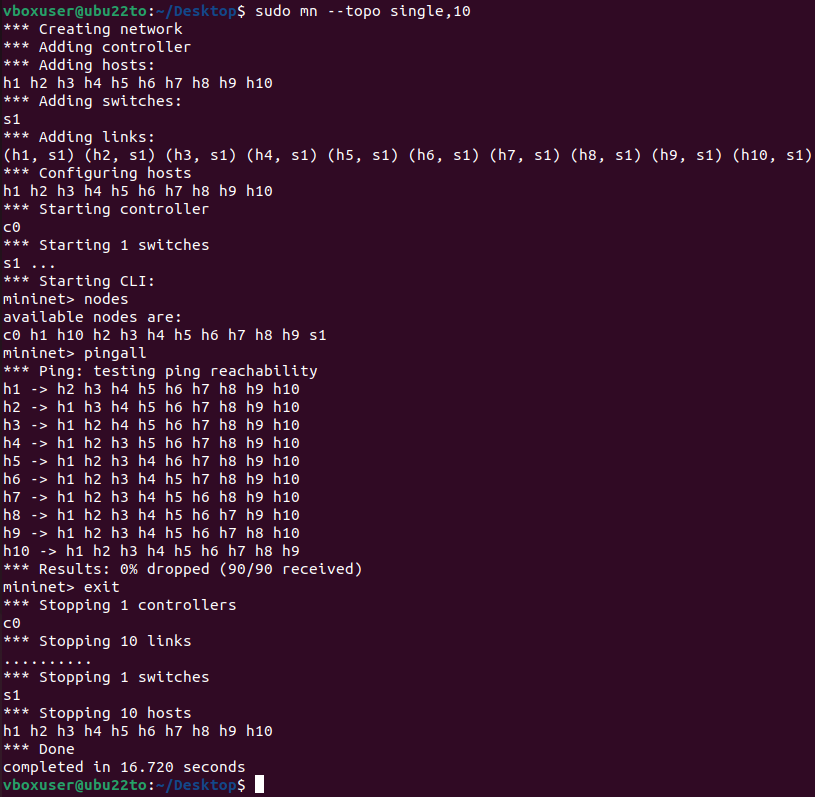 vboxuser@ubu22to:~/Desktop$ sudo mn --topo single,10
*** Creating network
*** Adding controller
*** Adding hosts:
h1 h2 h3 h4 h5 h6 h7 h8 h9 h10
*** Adding switches:
s1
*** Adding links:
(h1, s1) (h2, s1) (h3, s1) (h4, s1) (h5, s1) (h6, s1) (h7, s1) (h8, s1) (h9, s1) (h10, s1)
*** Configuring hosts
h1 h2 h3 h4 h5 h6 h7 h8 h9 h10
*** Starting controller
c0
*** Starting 1 switches
s1 ...
*** Starting CLI:
mininet> nodes
available nodes are:
c0 h1 h10 h2 h3 h4 h5 h6 h7 h8 h9 s1
mininet> pingall
*** Ping: testing ping reachability
h1 -> h2 h3 h4 h5 h6 h7 h8 h9 h10
h2 -> h1 h3 h4 h5 h6 h7 h8 h9 h10
h3 -> h1 h2 h4 h5 h6 h7 h8 h9 h10
h4 -> h1 h2 h3 h5 h6 h7 h8 h9 h10
h5 -> h1 h2 h3 h4 h6 h7 h8 h9 h10
h6 -> h1 h2 h3 h4 h5 h7 h8 h9 h10
h7 -> h1 h2 h3 h4 h5 h6 h8 h9 h10
h8 -> h1 h2 h3 h4 h5 h6 h7 h9 h10
h9 -> h1 h2 h3 h4 h5 h6 h7 h8 h10
h10 -> h1 h2 h3 h4 h5 h6 h7 h8 h9
*** Results: 0% dropped (90/90 received)
mininet> exit
*** Stopping 1 controllers
c0
*** Stopping 10 links
..........
*** Stopping 1 switches
s1
*** Stopping 10 hosts
h1 h2 h3 h4 h5 h6 h7 h8 h9 h10
*** Done
completed in 16.720 seconds
vboxuser@ubu22to:~/Desktop$